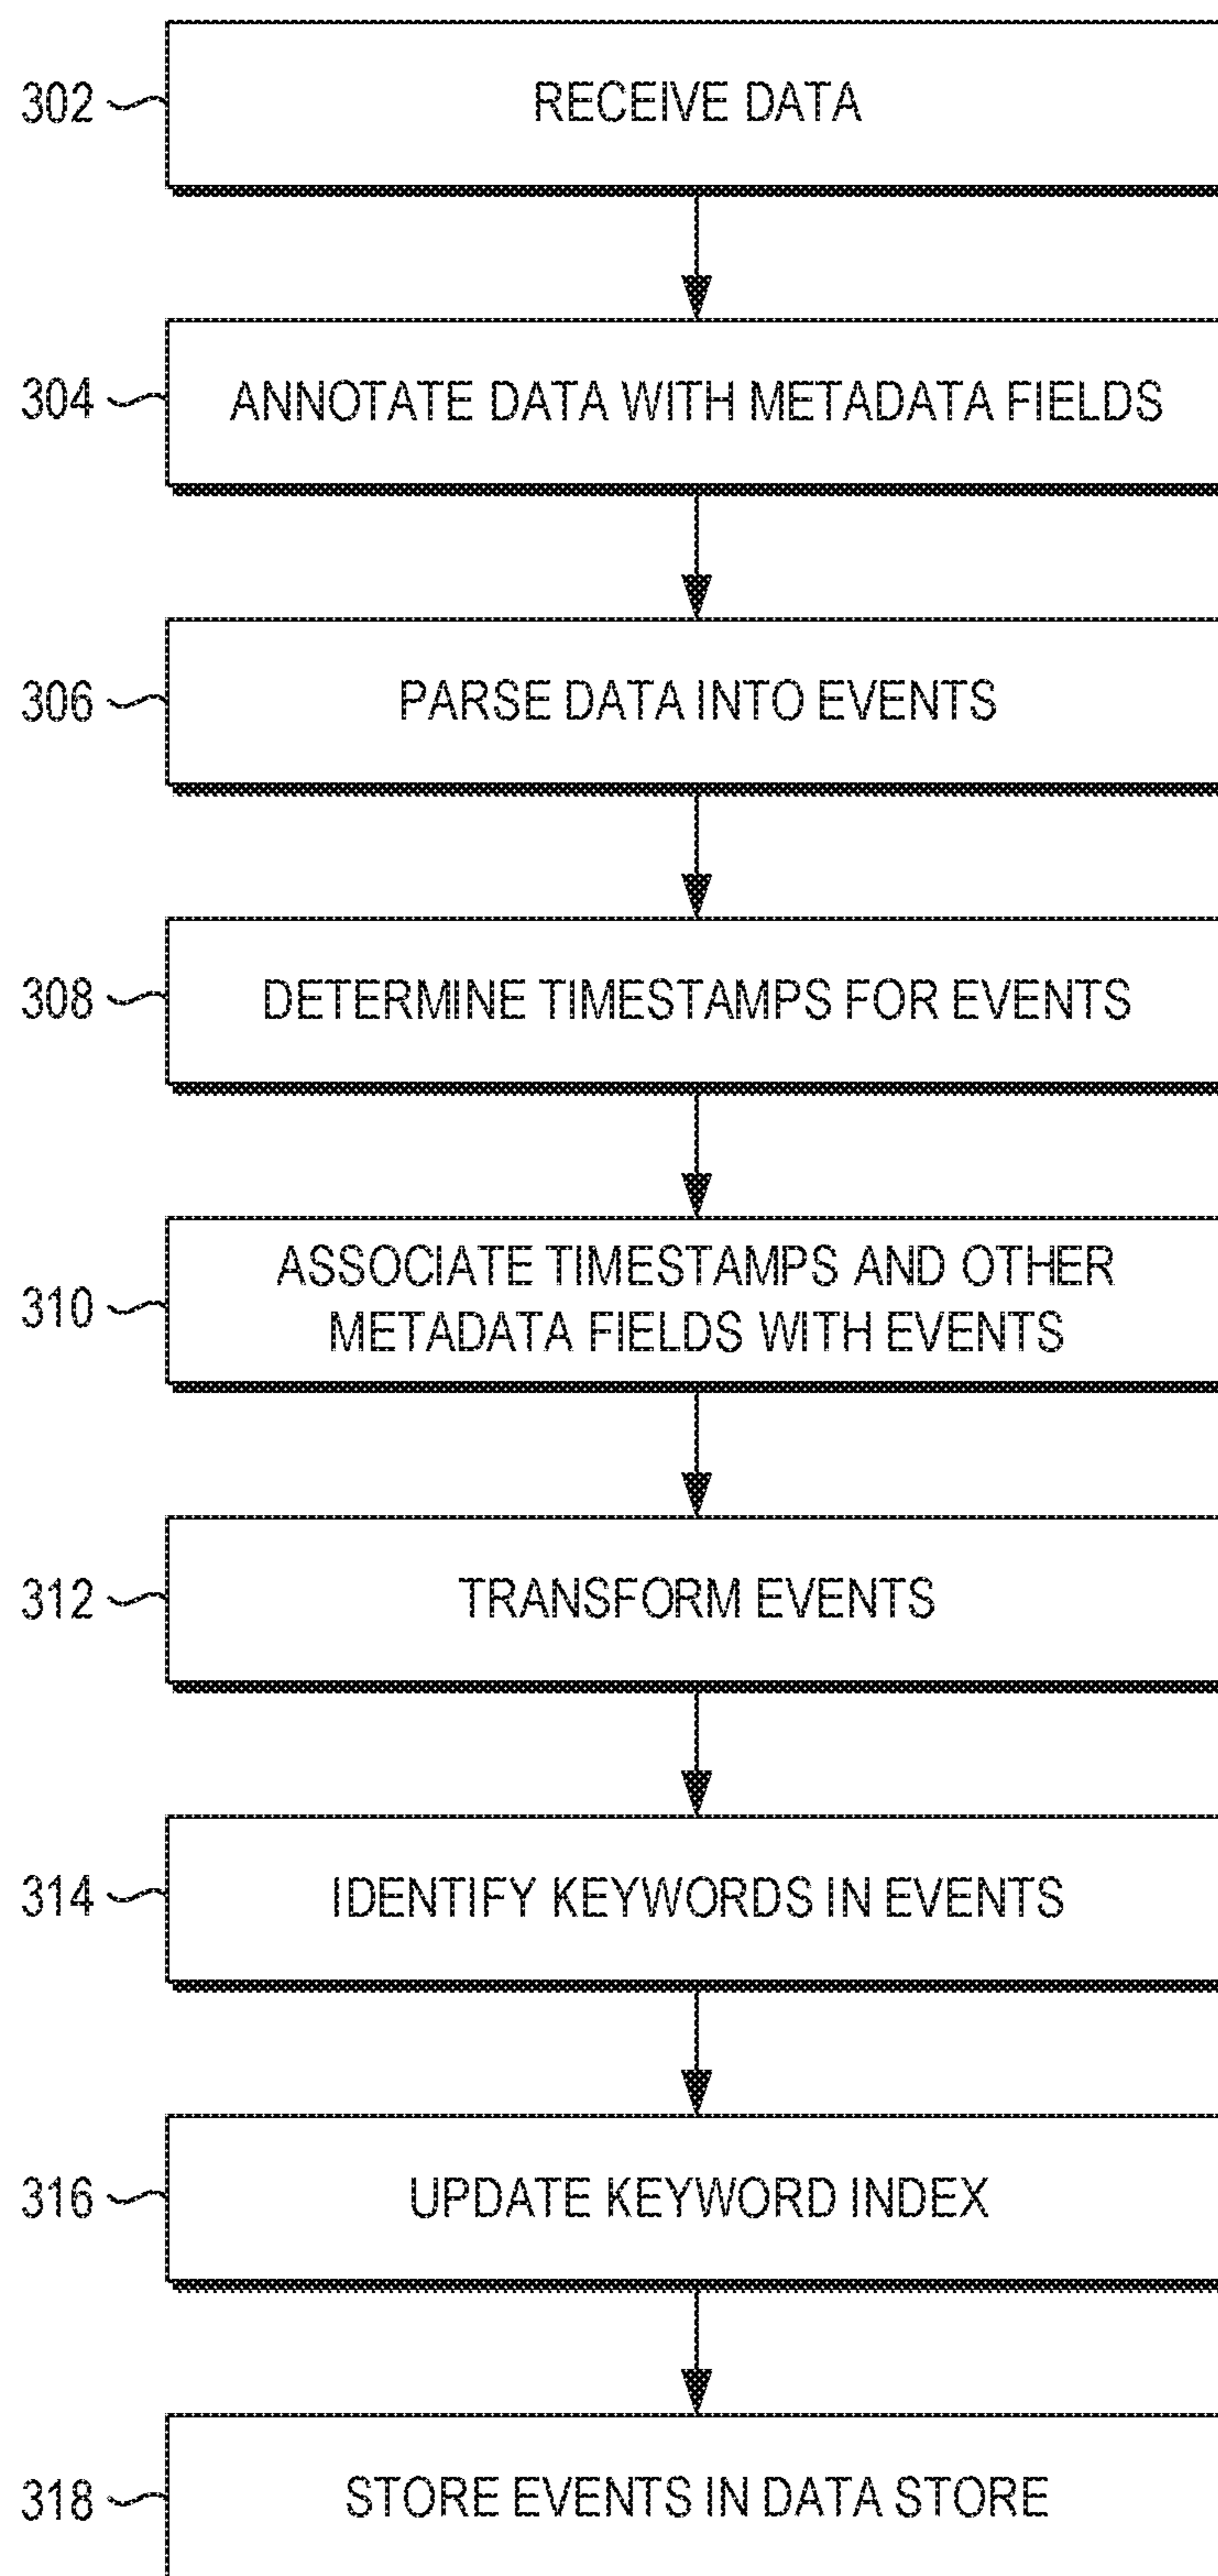 302 RECEIVE DATA
304 ANNOTATE DATA WITH METADATA FIELDS
306 PARSE DATA INTO EVENTS
308 DETERMINE TIMESTAMPS FOR EVENTS
310 ASSOCIATE TIMESTAMPS AND OTHER
METADATA FIELDS WITH EVENTS
312 TRANSFORM EVENTS
314 IDENTIFY KEYWORDS IN EVENTS
316 UPDATE KEYWORD INDEX
318 STORE EVENTS IN DATA STORE